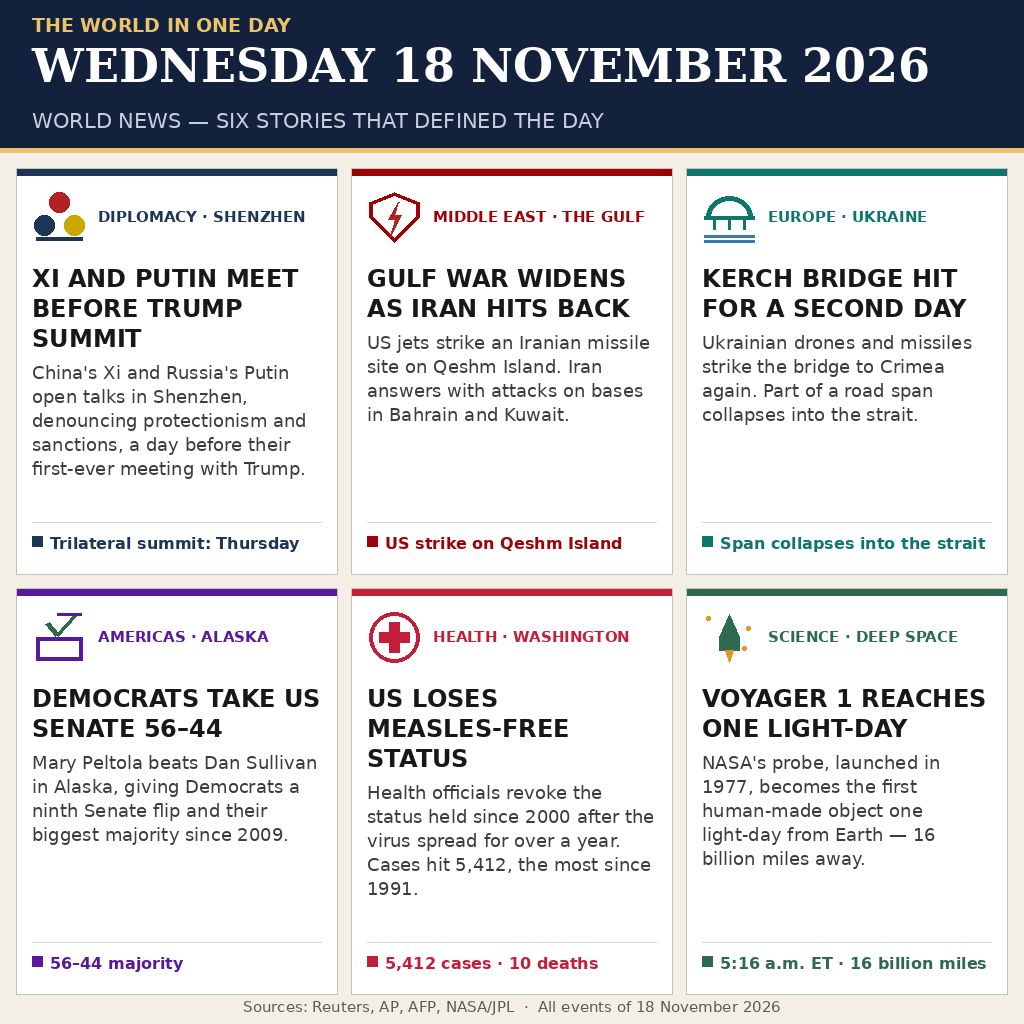 THE WORLD IN ONE DAY
WEDNESDAY 18 NOVEMBER 2026
WORLD NEWS — SIX STORIES THAT DEFINED THE DAY
DIPLOMACY · SHENZHEN
XI AND PUTIN MEET
BEFORE TRUMP
SUMMIT
China's Xi and Russia's Putin
open talks in Shenzhen,
denouncing protectionism and
sanctions, a day before their
first-ever meeting with Trump.
Trilateral summit: Thursday
MIDDLE EAST · THE GULF
GULF WAR WIDENS
AS IRAN HITS BACK
US jets strike an Iranian missile
site on Qeshm Island. Iran
answers with attacks on bases
in Bahrain and Kuwait.
US strike on Qeshm Island
EUROPE · UKRAINE
KERCH BRIDGE HIT
FOR A SECOND DAY
Ukrainian drones and missiles
strike the bridge to Crimea
again. Part of a road span
collapses into the strait.
Span collapses into the strait
AMERICAS · ALASKA
DEMOCRATS TAKE US
SENATE 56–44
Mary Peltola beats Dan Sullivan
in Alaska, giving Democrats a
ninth Senate flip and their
biggest majority since 2009.
56–44 majority
HEALTH · WASHINGTON
US LOSES
MEASLES-FREE
STATUS
Health officials revoke the
status held since 2000 after the
virus spread for over a year.
Cases hit 5,412, the most since
1991.
5,412 cases · 10 deaths
SCIENCE · DEEP SPACE
VOYAGER 1 REACHES
ONE LIGHT-DAY
NASA's probe, launched in
1977, becomes the first
human-made object one
light-day from Earth — 16
billion miles away.
5:16 a.m. ET · 16 billion miles
Sources: Reuters, AP, AFP, NASA/JPL · All events of 18 November 2026